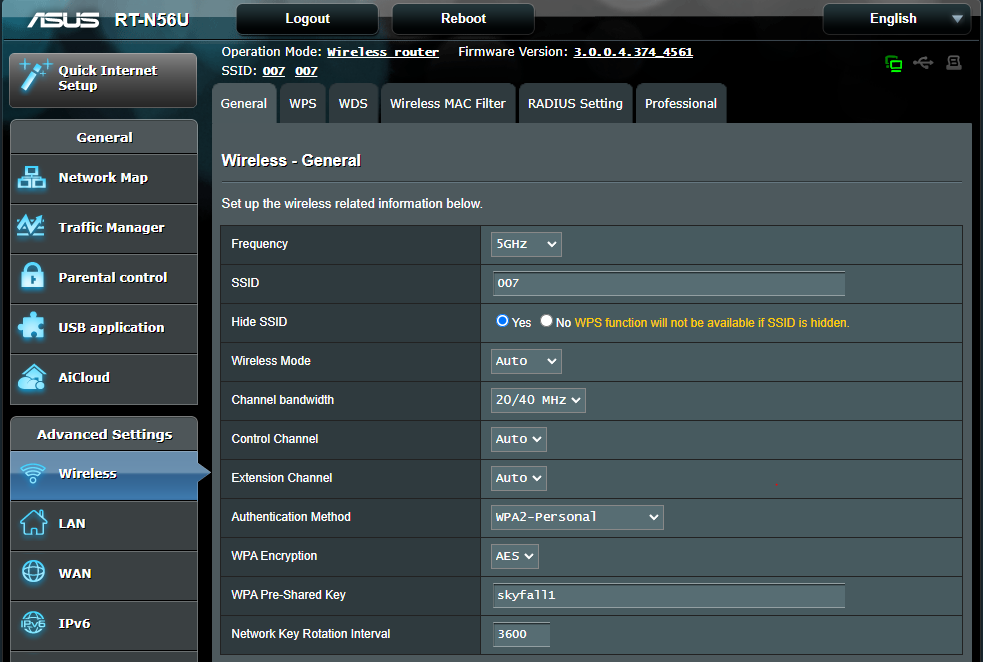 ASUS RT-N56U Logout Reboot English
Operation Mode: Wireless router Firmware Version: 3.0.0.4.374_4561
SSID: 007 007
Quick Internet
Setup
General
Network Map
Traffic Manager
Parental control
USB application
AiCloud
Advanced Settings
Wireless
LAN
WAN
IPv6
IPv6
General WPS WDS Wireless MAC Filter RADIUS Setting Professional
Wireless - General
Set up the wireless related information below.
Frequency 5GHz
SSID 007
Hide SSID Yes No WPS function will not be available if SSID is hidden.
Wireless Mode Auto
Channel bandwidth 20/40 MHz
Control Channel Auto
Extension Channel Auto
Authentication Method WPA2-Personal
WPA Encryption AES
WPA Pre-Shared Key skyfall1
Network Key Rotation Interval 3600